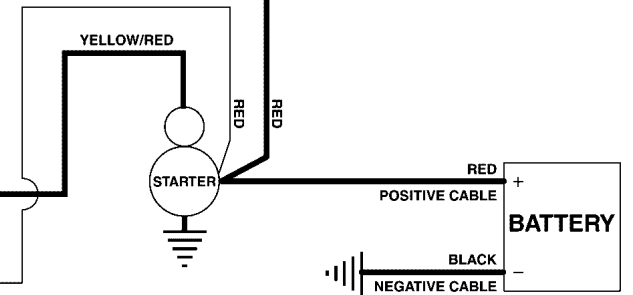 YELLOW/RED
RED
RED
STARTER
RED
POSITIVE CABLE
+
BATTERY
BLACK
NEGATIVE CABLE
−